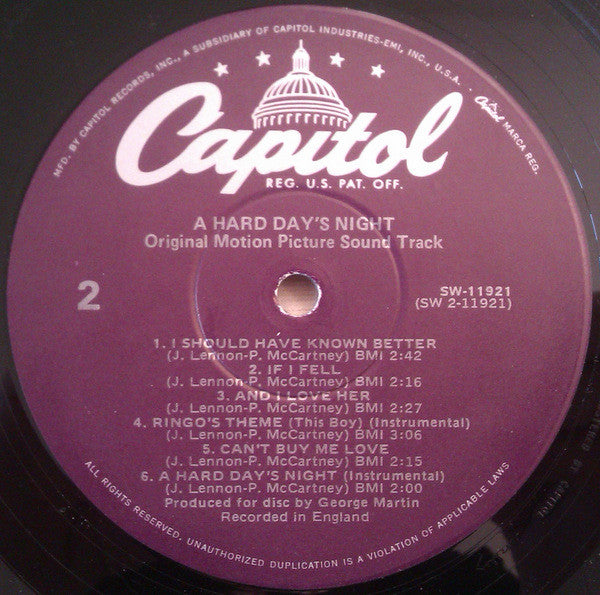 MFD. BY CAPITOL RECORDS, INC., A SUBSIDIARY OF CAPITOL INDUSTRIES-EMI, INC., U.S.A. · Capitol MARCA REG.
Capitol
REG. U.S. PAT. OFF.
A HARD DAY'S NIGHT
Original Motion Picture Sound Track
2
SW-11921
(SW 2-11921)
1. I SHOULD HAVE KNOWN BETTER
(J. Lennon-P. McCartney) BMI 2:42
2. IF I FELL
(J. Lennon-P. McCartney) BMI 2:16
3. AND I LOVE HER
(J. Lennon-P. McCartney) BMI 2:27
4. RINGO'S THEME (This Boy) (Instrumental)
(J. Lennon-P. McCartney) BMI 3:06
5. CAN'T BUY ME LOVE
(J. Lennon-P. McCartney) BMI 2:15
6. A HARD DAY'S NIGHT (Instrumental)
(J. Lennon-P. McCartney) BMI 2:00
Produced for disc by George Martin
Recorded in England
ALL RIGHTS RESERVED. UNAUTHORIZED DUPLICATION IS A VIOLATION OF APPLICABLE LAWS